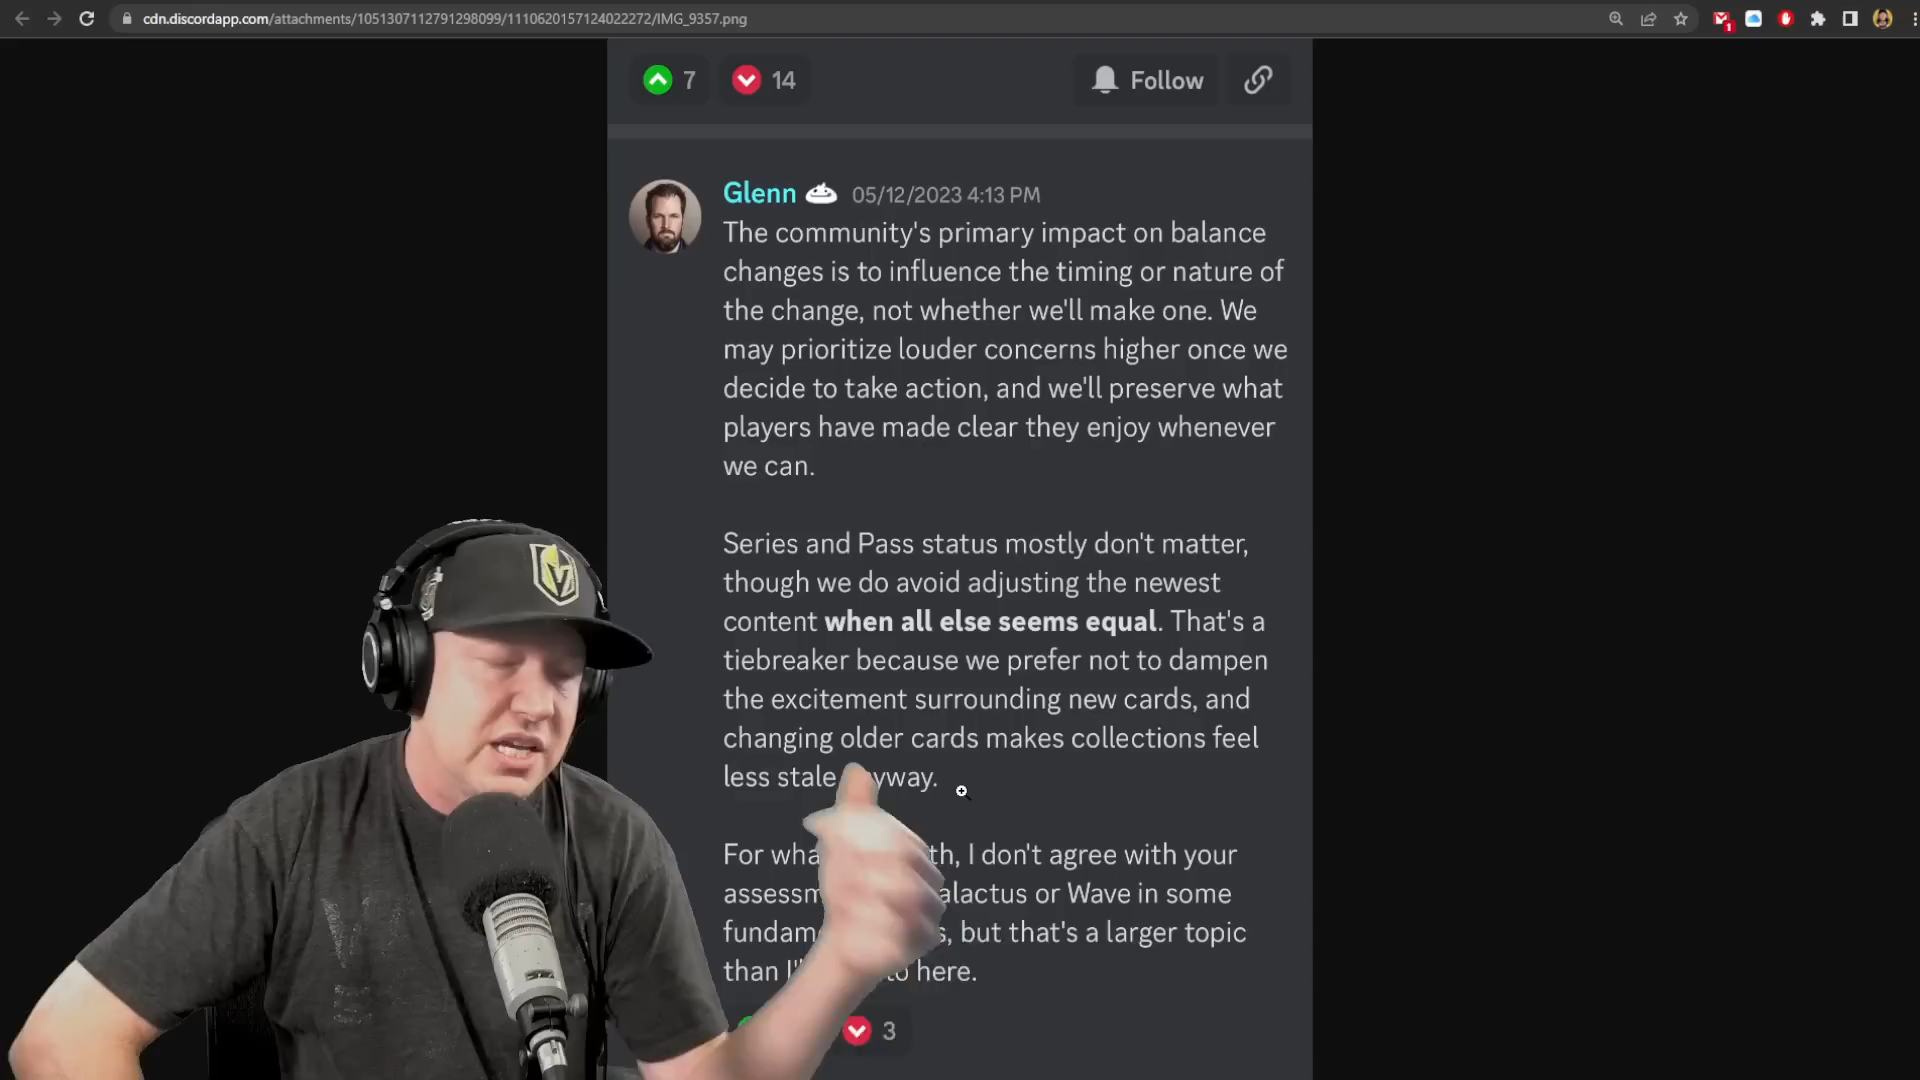 cdn.discordapp.com/attachments/1051307112791298099/1110620157124022272/IMG_9357.png
1
7
14
Follow
Glenn 05/12/2023 4:13 PM
The community's primary impact on balance
changes is to influence the timing or nature of
the change, not whether we'll make one. We
may prioritize louder concerns higher once we
decide to take action, and we'll preserve what
players have made clear they enjoy whenever
we can.
Series and Pass status mostly don't matter,
though we do avoid adjusting the newest
content when all else seems equal. That's a
tiebreaker because we prefer not to dampen
the excitement surrounding new cards, and
changing older cards makes collections feel
less stale
For I don't agree with your
or Wave in some
but that's a larger topic
than here.
3